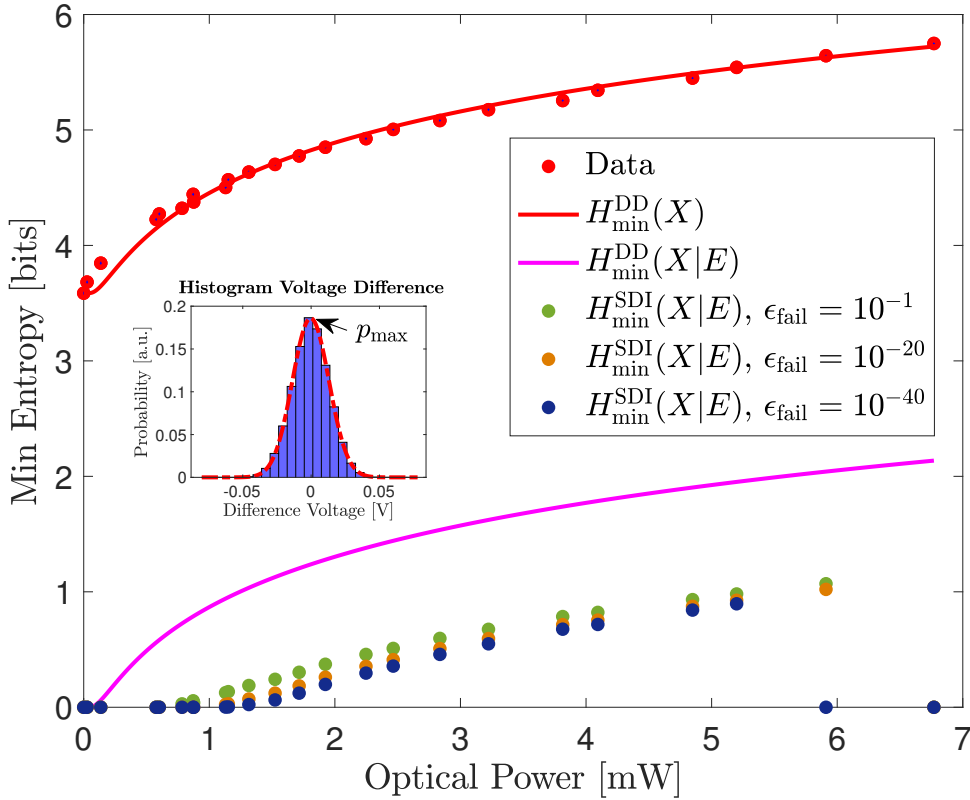 6
5
4
3
2
1
0
Min Entropy [bits]
0 1 2 3 4 5 6 7
Optical Power [mW]
Data
H_min^DD(X)
H_min^DD(X|E)
H_min^SDI(X|E), ϵ_fail = 10^-1
H_min^SDI(X|E), ϵ_fail = 10^-20
H_min^SDI(X|E), ϵ_fail = 10^-40
Histogram Voltage Difference
0.2
0.15
0.1
0.05
0
Probability [a.u.]
p_max
-0.05 0 0.05
Difference Voltage [V]